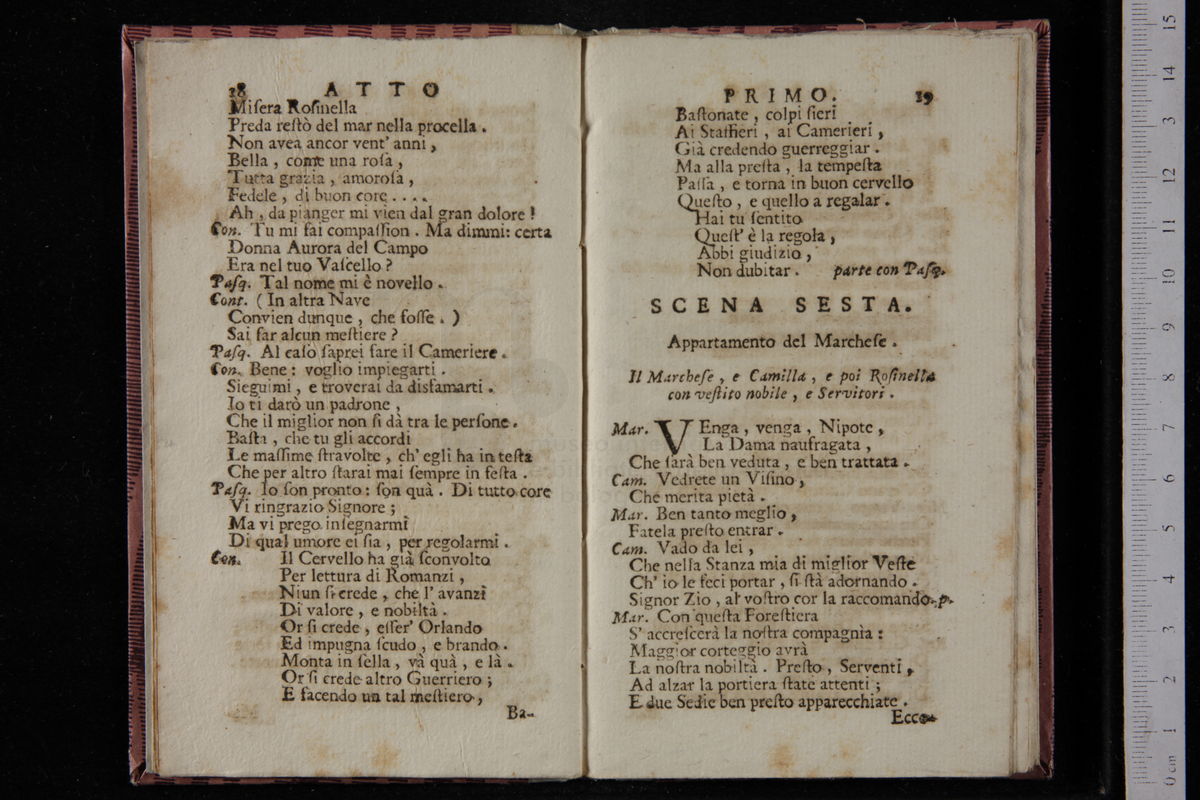 18 ATTO
Miſera Roſinella
Preda reſtò del mar nella procella.
Non avea ancor vent' anni,
Bella, come una roſa,
Tutta grazia, amoroſa,
Fedele, di buon core....
Ah, da pianger mi vien dal gran dolore!
Con. Tu mi fai compaſſion. Ma dimmi: certa
Donna Aurora del Campo
Era nel tuo Vaſcello?
Paſq. Tal nome mi è novello.
Cont. (In altra Nave
Convien dunque, che foſſe.)
Sai far alcun meſtiere?
Paſq. Al caſo ſaprei fare il Cameriere.
Con. Bene: voglio impiegarti.
Sieguimi, e troverai da disfamarti.
Io ti darò un padrone,
Che il miglior non ſi dà tra le perſone.
Baſta, che tu gli accordi
Le maſſime ſtravolte, ch' egli ha in teſta
Che per altro ſtarai mai ſempre in feſta.
Paſq. Io ſon pronto: ſon quà. Di tutto core
Vi ringrazio Signore;
Ma vi prego inſegnarmi
Di qual umore ei ſia, per regolarmi.
Con. Il Cervello ha già ſconvolto
Per lettura di Romanzi,
Niun ſi crede, che l' avanzi
Di valore, e nobiltà.
Or ſi crede, eſſer' Orlando
Ed impugna ſcudo, e brando.
Monta in ſella, và quà, e là.
Or ſi crede altro Guerriero;
E facendo un tal meſtiero,
Ba-
PRIMO. 19
Baſtonate, colpi fieri
Ai Staffieri, ai Camerieri,
Già credendo guerreggiar.
Ma alla preſta, la tempeſta
Paſſa, e torna in buon cervello
Queſto, e quello a regalar.
Hai tu ſentito
Queſt' è la regola,
Abbi giudizio,
Non dubitar. parte con Paſq.
SCENA SESTA.
Appartamento del Marcheſe.
Il Marcheſe, e Camilla, e poi Roſinella
con veſtito nobile, e Servitori.
Mar. VEnga, venga, Nipote,
La Dama naufragata,
Che ſarà ben veduta, e ben trattata.
Cam. Vedrete un Viſino,
Che merita pietà.
Mar. Ben tanto meglio,
Fatela preſto entrar.
Cam. Vado da lei,
Che nella Stanza mia di miglior Veſte
Ch' io le feci portar, ſi ſtà adornando.
Signor Zio, al voſtro cor la raccomando. p.
Mar. Con queſta Foreſtiera
S' accreſcerà la noſtra compagnìa:
Maggior corteggio avrà
La noſtra nobiltà. Preſto, Serventi,
Ad alzar la portiera ſtate attenti;
E due Sedie ben preſto apparecchiate.
Ecco-